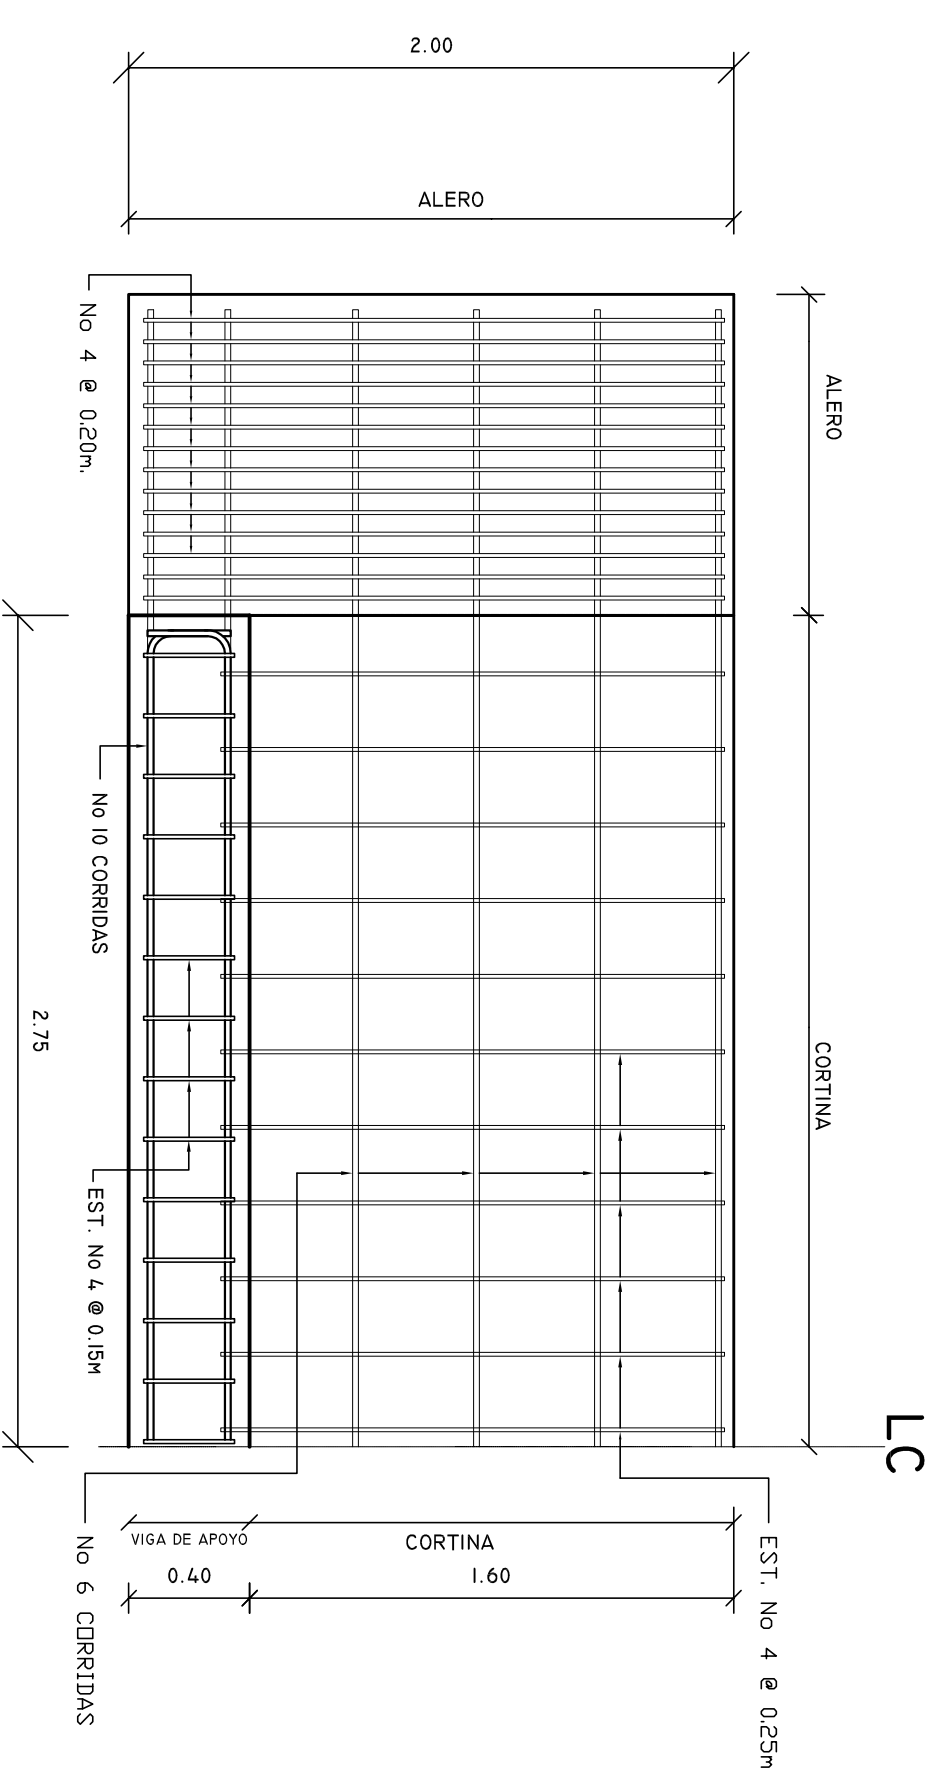 2.00
ALERO
ALERO
No 4 @ 0.20m.
CORTINA
No 10 CORRIDAS
2.75
EST. No 4 @ 0.15M
LC
VIGA DE APOYO
CORTINA
0.40
1.60
No 6 CORRIDAS
EST. No 4 @ 0.25m